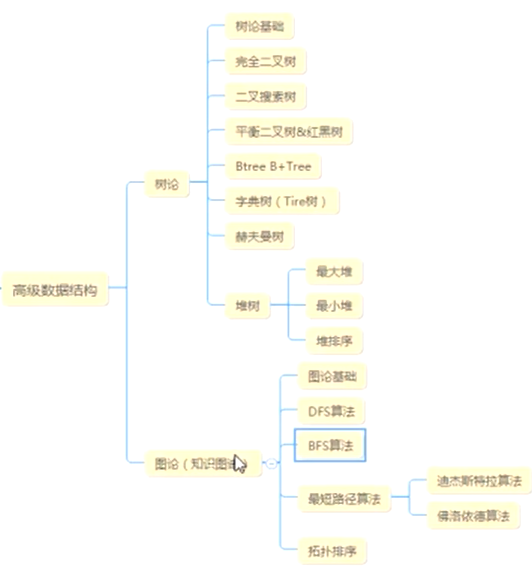 树论基础
完全二叉树
二叉搜素树
平衡二叉树&红黑树
Btree B+Tree
树论
字典树（Tire树）
赫夫曼树
最大堆
高级数据结构
堆树
最小堆
堆排序
图论基础
DFS算法
BFS算法
图论（知识图
迪杰斯特拉算法
最短路径算法
佛洛依德算法
拓扑排序